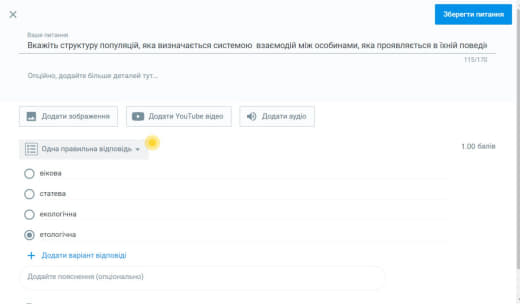 Зберегти питання
Ваше питання
Вкажіть структуру популяцій, яка визначається системою взаємодій між особинами, яка проявляється в їхній поведін
115/170
Опціно, додайте більше деталей тут...
Додати зображення
Додати YouTube відео
Додати аудіо
Одна правильна відповідь
1.00 балів
вікова
статева
екологічна
етологічна
+ Додати варіант відповіді
Додайте пояснення (опціонально)